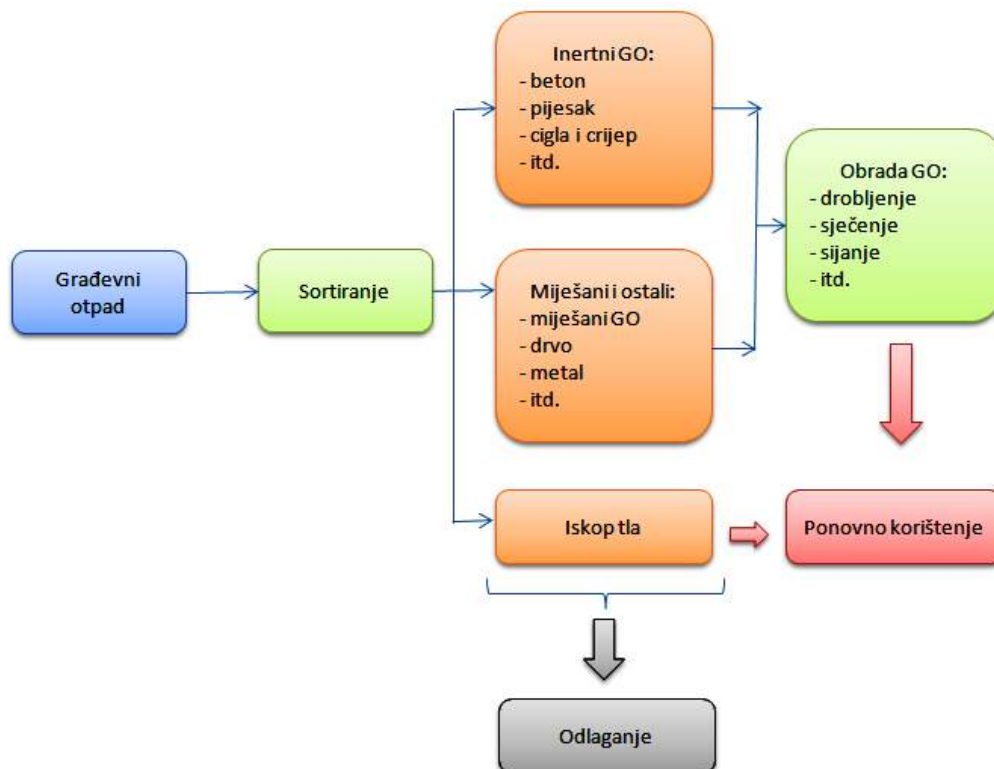 Građevni
otpad
Sortiranje
Inertni GO:
- beton
- pijesak
- cigla i crijep
- itd.
Miješani i ostali:
- miješani GO
- drvo
- metal
- itd.
Iskop tla
Obrada GO:
- drobljenje
- sječenje
- sijanje
- itd.
Ponovno korištenje
Odlaganje